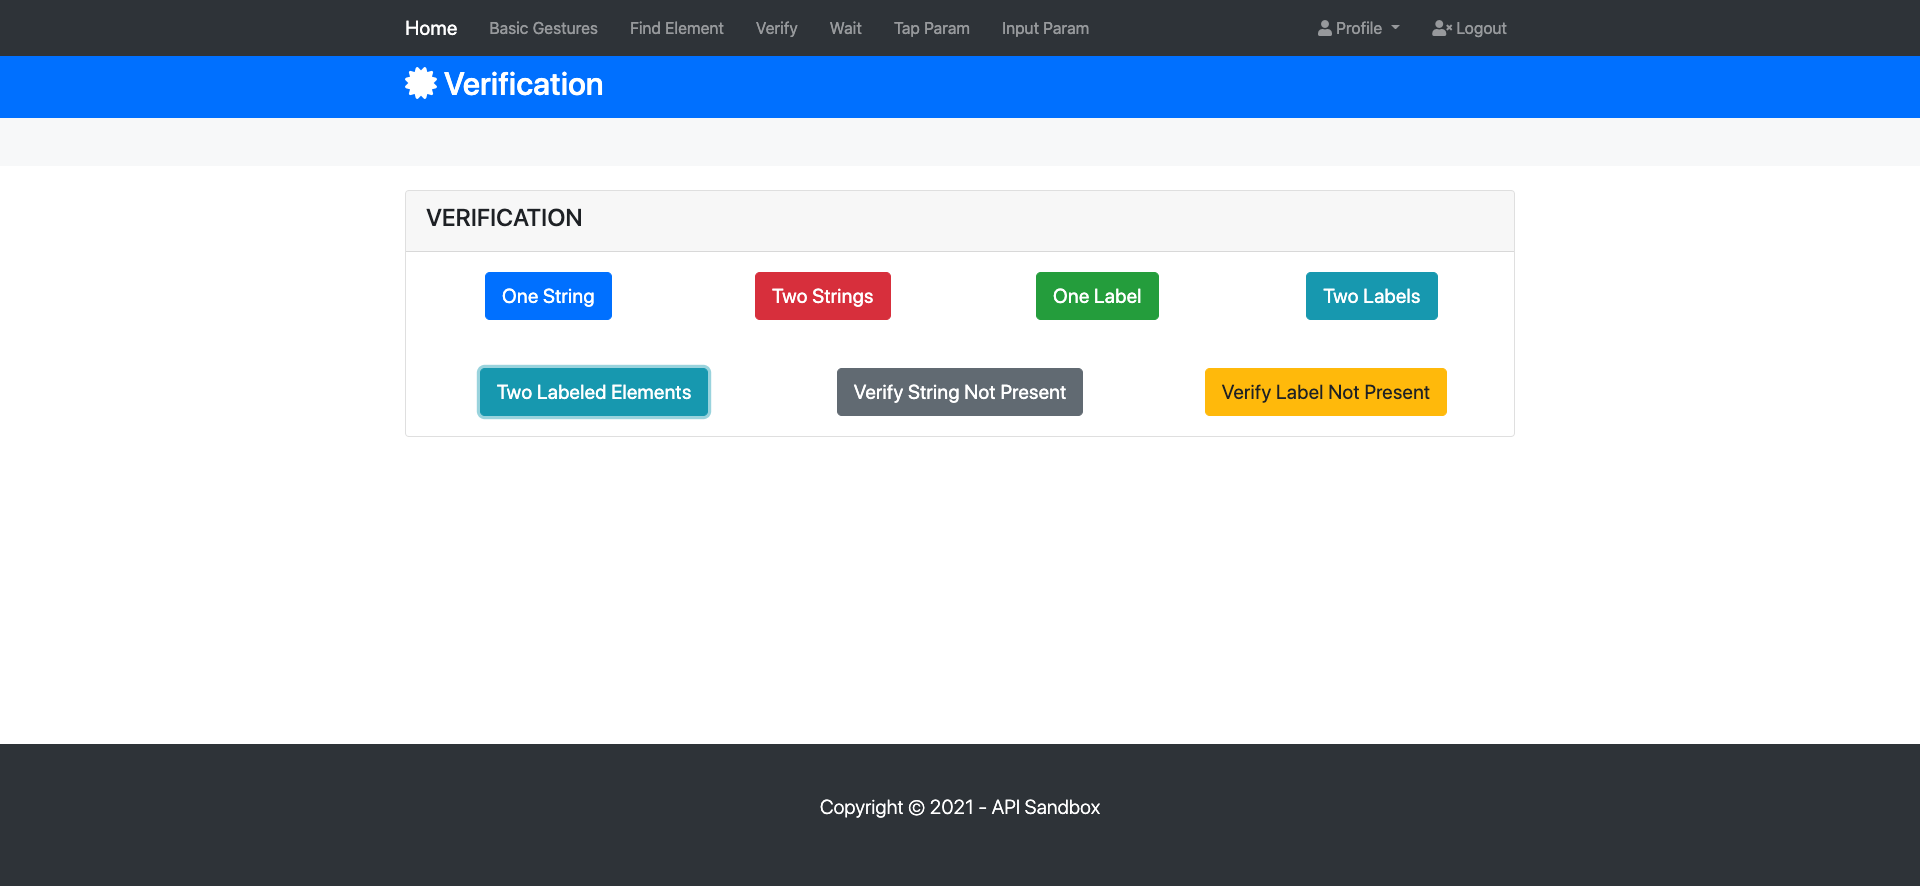 Home Basic Gestures Find Element Verify Wait Tap Param Input Param Profile Logout
Verification
VERIFICATION
One String Two Strings One Label Two Labels
Two Labeled Elements Verify String Not Present Verify Label Not Present
Copyright © 2021 - API Sandbox